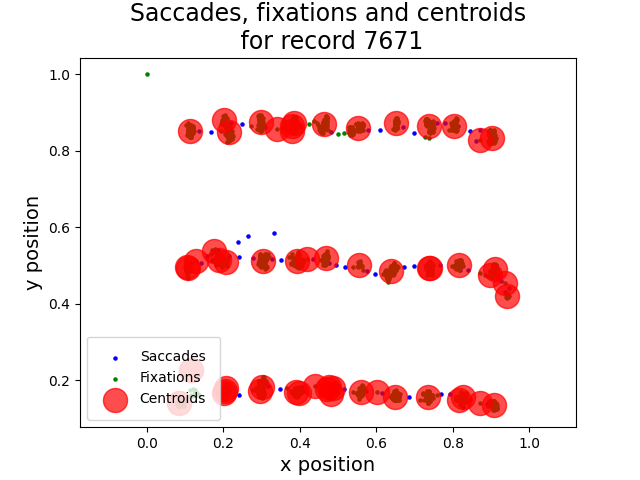 Saccades, fixations and centroids
for record 7671
y position
1.0
0.8
0.6
0.4
0.2
Saccades
Fixations
Centroids
0.0 0.2 0.4 0.6 0.8 1.0
x position